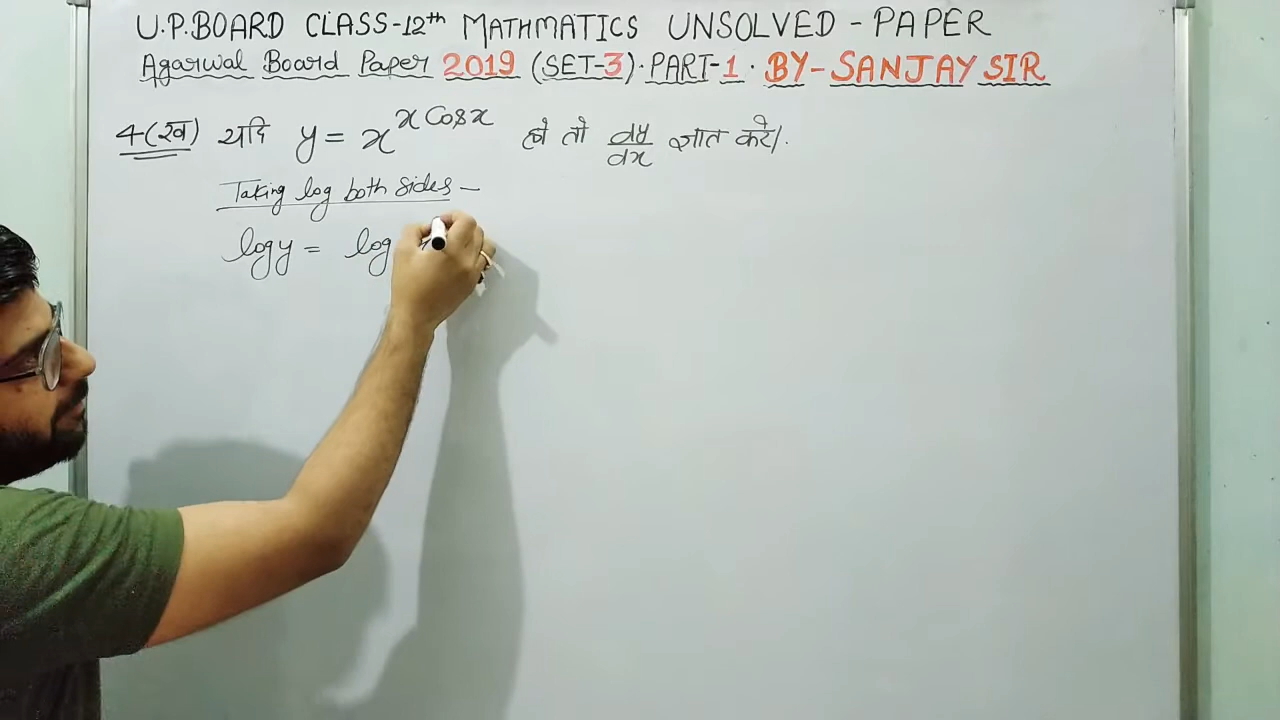 U.P.BOARD CLASS-12th MATHMATICS UNSOLVED - PAPER
Agarwal Board Paper 2019 (SET-3)·PART-1· BY-SANJAY SIR
4(ख) यदि y = x^{x Cosx} हो तो dy/dx ज्ञात करे।.
Taking log both sides -
log y = log